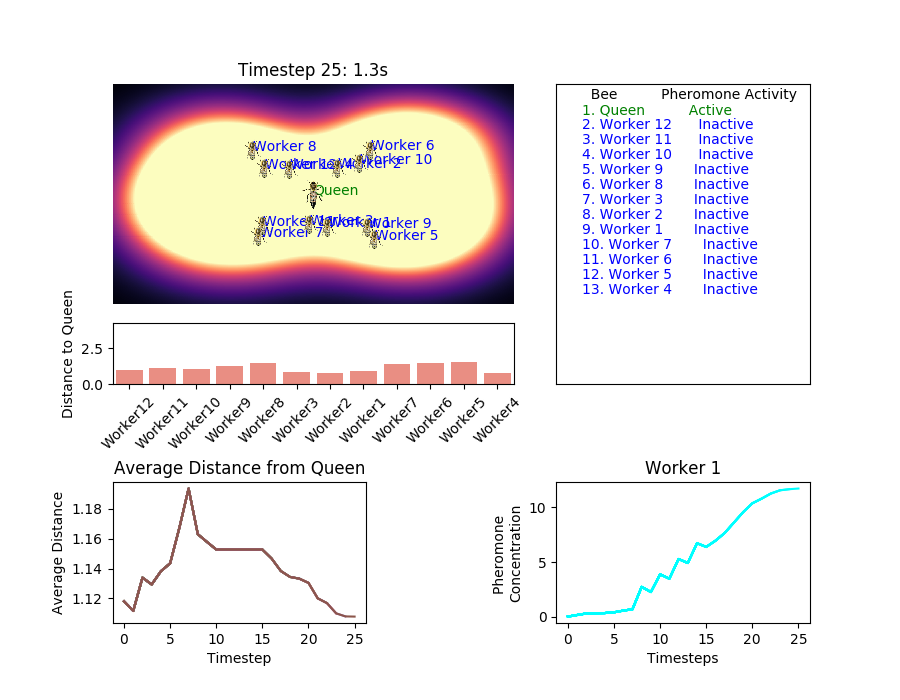 Timestep 25: 1.3s
Worker 8
Worker 6
Worker 10
Worker 2
Queen
Worker 3
Worker 1
Worker 9
Worker 7
Worker 5
Bee Pheromone Activity
1. Queen Active
2. Worker 12 Inactive
3. Worker 11 Inactive
4. Worker 10 Inactive
5. Worker 9 Inactive
6. Worker 8 Inactive
7. Worker 3 Inactive
8. Worker 2 Inactive
9. Worker 1 Inactive
10. Worker 7 Inactive
11. Worker 6 Inactive
12. Worker 5 Inactive
13. Worker 4 Inactive
Distance to Queen
2.5
0.0
Worker12 Worker11 Worker10 Worker9 Worker8 Worker3 Worker2 Worker1 Worker7 Worker6 Worker5 Worker4
Average Distance from Queen
Average Distance
1.18
1.16
1.14
1.12
0 5 10 15 20 25
Timestep
Worker 1
Pheromone
Concentration
10
5
0
0 5 10 15 20 25
Timesteps